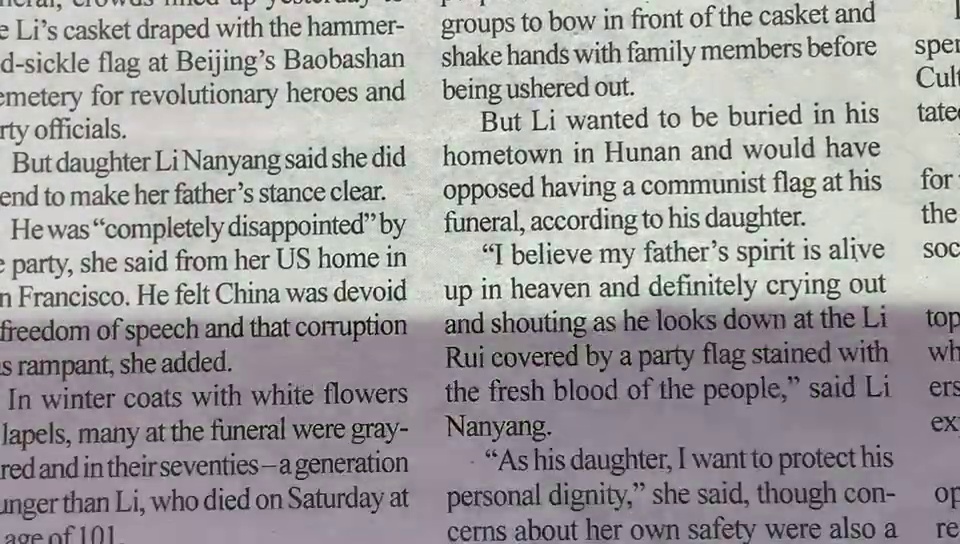 Li's casket draped with the hammer-
d-sickle flag at Beijing's Baobashan
emetery for revolutionary heroes and
rty officials.
But daughter Li Nanyang said she did
end to make her father's stance clear.
He was “completely disappointed” by
party, she said from her US home in
n Francisco. He felt China was devoid
freedom of speech and that corruption
s rampant, she added.
In winter coats with white flowers
lapels, many at the funeral were gray-
red and in their seventies—a generation
unger than Li, who died on Saturday at
age of 101.
groups to bow in front of the casket and
shake hands with family members before
being ushered out.
But Li wanted to be buried in his
hometown in Hunan and would have
opposed having a communist flag at his
funeral, according to his daughter.
“I believe my father's spirit is alive
up in heaven and definitely crying out
and shouting as he looks down at the Li
Rui covered by a party flag stained with
the fresh blood of the people,” said Li
Nanyang.
“As his daughter, I want to protect his
personal dignity,” she said, though con-
cerns about her own safety were also a
spe
Cult
tate
for
the
soc
top
wh
ers
ex
op
re